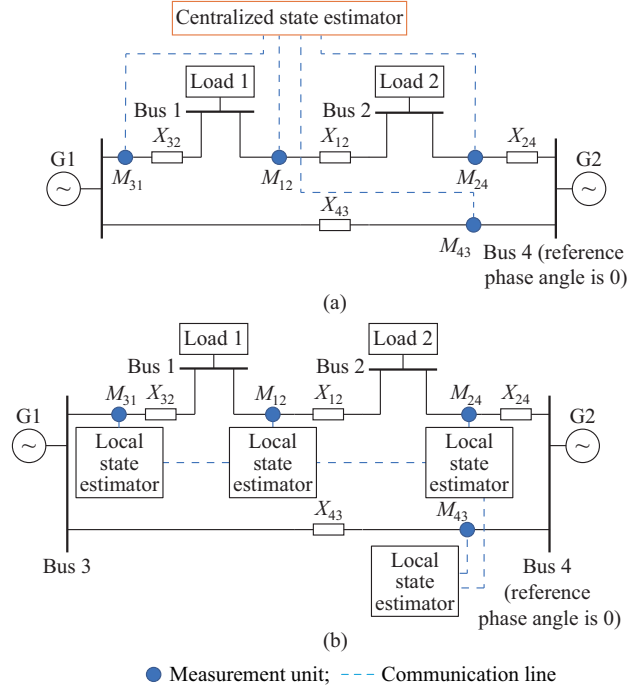 Centralized state estimator
Load 1
Load 2
Bus 1
Bus 2
G1
X32
X12
X24
G2
M31
M12
M24
X43
M43
Bus 4 (reference
phase angle is 0)
(a)
Load 1
Load 2
Bus 1
Bus 2
G1
M31
X32
M12
X12
M24
X24
G2
Local
state
estimator
Local
state
estimator
Local
state
estimator
X43
M43
Bus 3
Local
state
estimator
Bus 4
(reference
phase angle is 0)
(b)
Measurement unit; Communication line